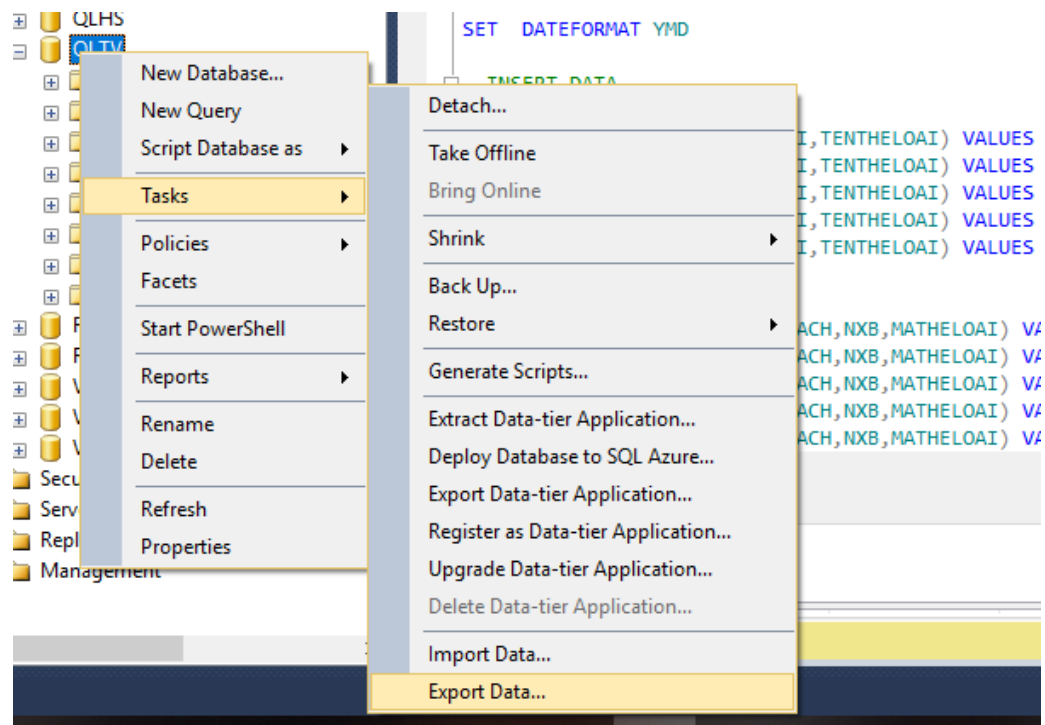 QLHS
QLTV
Secu
Serv
Repl
Management
New Database...
New Query
Script Database as
Tasks
Policies
Facets
Start PowerShell
Reports
Rename
Delete
Refresh
Properties
Detach...
Take Offline
Bring Online
Shrink
Back Up...
Restore
Generate Scripts...
Extract Data-tier Application...
Deploy Database to SQL Azure...
Export Data-tier Application...
Register as Data-tier Application...
Upgrade Data-tier Application...
Delete Data-tier Application...
Import Data...
Export Data...
SET DATEFORMAT YMD
INSERT DATA
I,TENTHELOAI) VALUES
I,TENTHELOAI) VALUES
I,TENTHELOAI) VALUES
I,TENTHELOAI) VALUES
I,TENTHELOAI) VALUES
ACH,NXB,MATHELOAI) VA
ACH,NXB,MATHELOAI) VA
ACH,NXB,MATHELOAI) VA
ACH,NXB,MATHELOAI) VA
ACH,NXB,MATHELOAI) VA